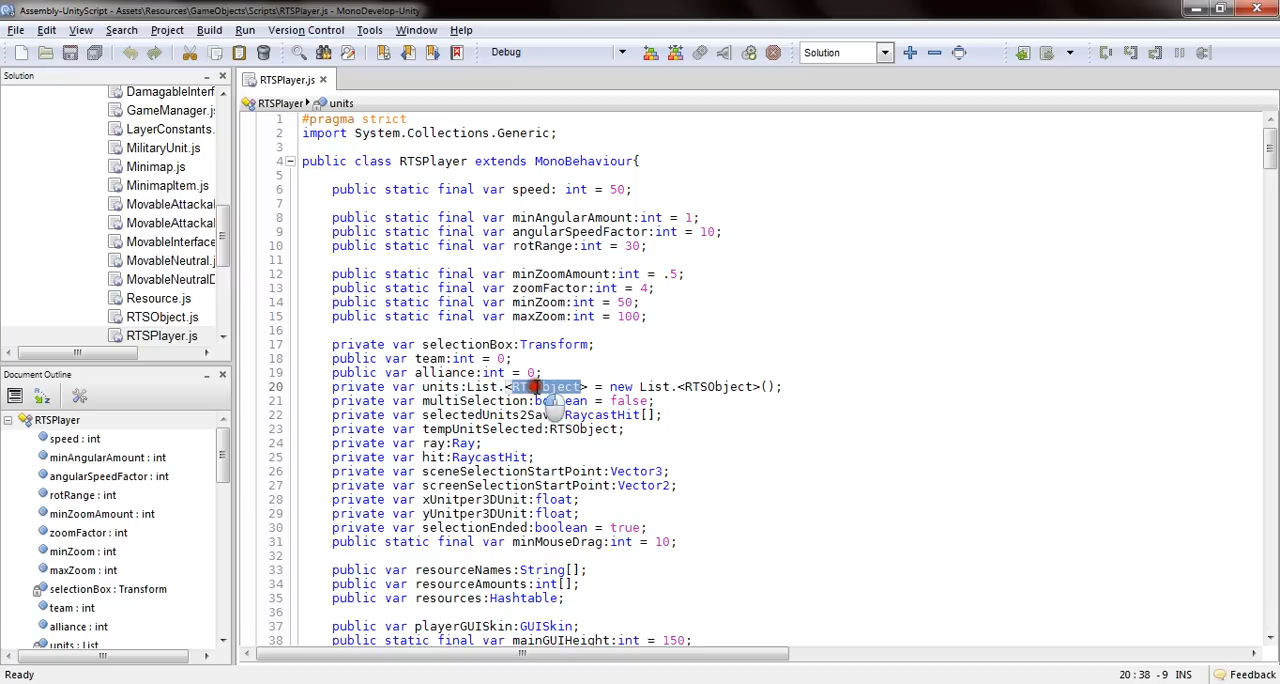 Assembly-UnityScript - Assets\Resources\GameObjects\Scripts\RTSPlayer.js - MonoDevelop-Unity
File Edit View Search Project Build Run Version Control Tools Window Help
Debug
Solution
Solution
RTSPlayer.js
DamagableInterf
GameManager.js
LayerConstants.
MilitaryUnit.js
Minimap.js
MinimapItem.js
MovableAttacka
MovableAttacka
MovableInterface
MovableNeutral.j
MovableNeutralD
Resource.js
RTSObject.js
RTSPlayer.js
Document Outline
RTSPlayer
speed : int
minAngularAmount : int
angularSpeedFactor : int
rotRange : int
minZoomAmount : int
zoomFactor : int
minZoom : int
maxZoom : int
selectionBox : Transform
team : int
alliance : int
units : List
RTSPlayer units
1 #pragma strict
2 import System.Collections.Generic;
3
4 public class RTSPlayer extends MonoBehaviour{
5
6 public static final var speed: int = 50;
7
8 public static final var minAngularAmount:int = 1;
9 public static final var angularSpeedFactor:int = 10;
10 public static final var rotRange:int = 30;
11
12 public static final var minZoomAmount:int = .5;
13 public static final var zoomFactor:int = 4;
14 public static final var minZoom:int = 50;
15 public static final var maxZoom:int = 100;
16
17 private var selectionBox:Transform;
18 public var team:int = 0;
19 public var alliance:int = 0;
20 private var units:List.<RTSObject> = new List.<RTSObject>();
21 private var multiSelection:boolean = false;
22 private var selectedUnits2Sav RaycastHit[];
23 private var tempUnitSelected:RTSObject;
24 private var ray:Ray;
25 private var hit:RaycastHit;
26 private var sceneSelectionStartPoint:Vector3;
27 private var screenSelectionStartPoint:Vector2;
28 private var xUnitper3DUnit:float;
29 private var yUnitper3DUnit:float;
30 private var selectionEnded:boolean = true;
31 public static final var minMouseDrag:int = 10;
32
33 public var resourceNames:String[];
34 public var resourceAmounts:int[];
35 public var resources:Hashtable;
36
37 public var playerGUISkin:GUISkin;
38 public static final var mainGUIHeight:int = 150;
Ready
20 : 38 - 9 INS
Feedback